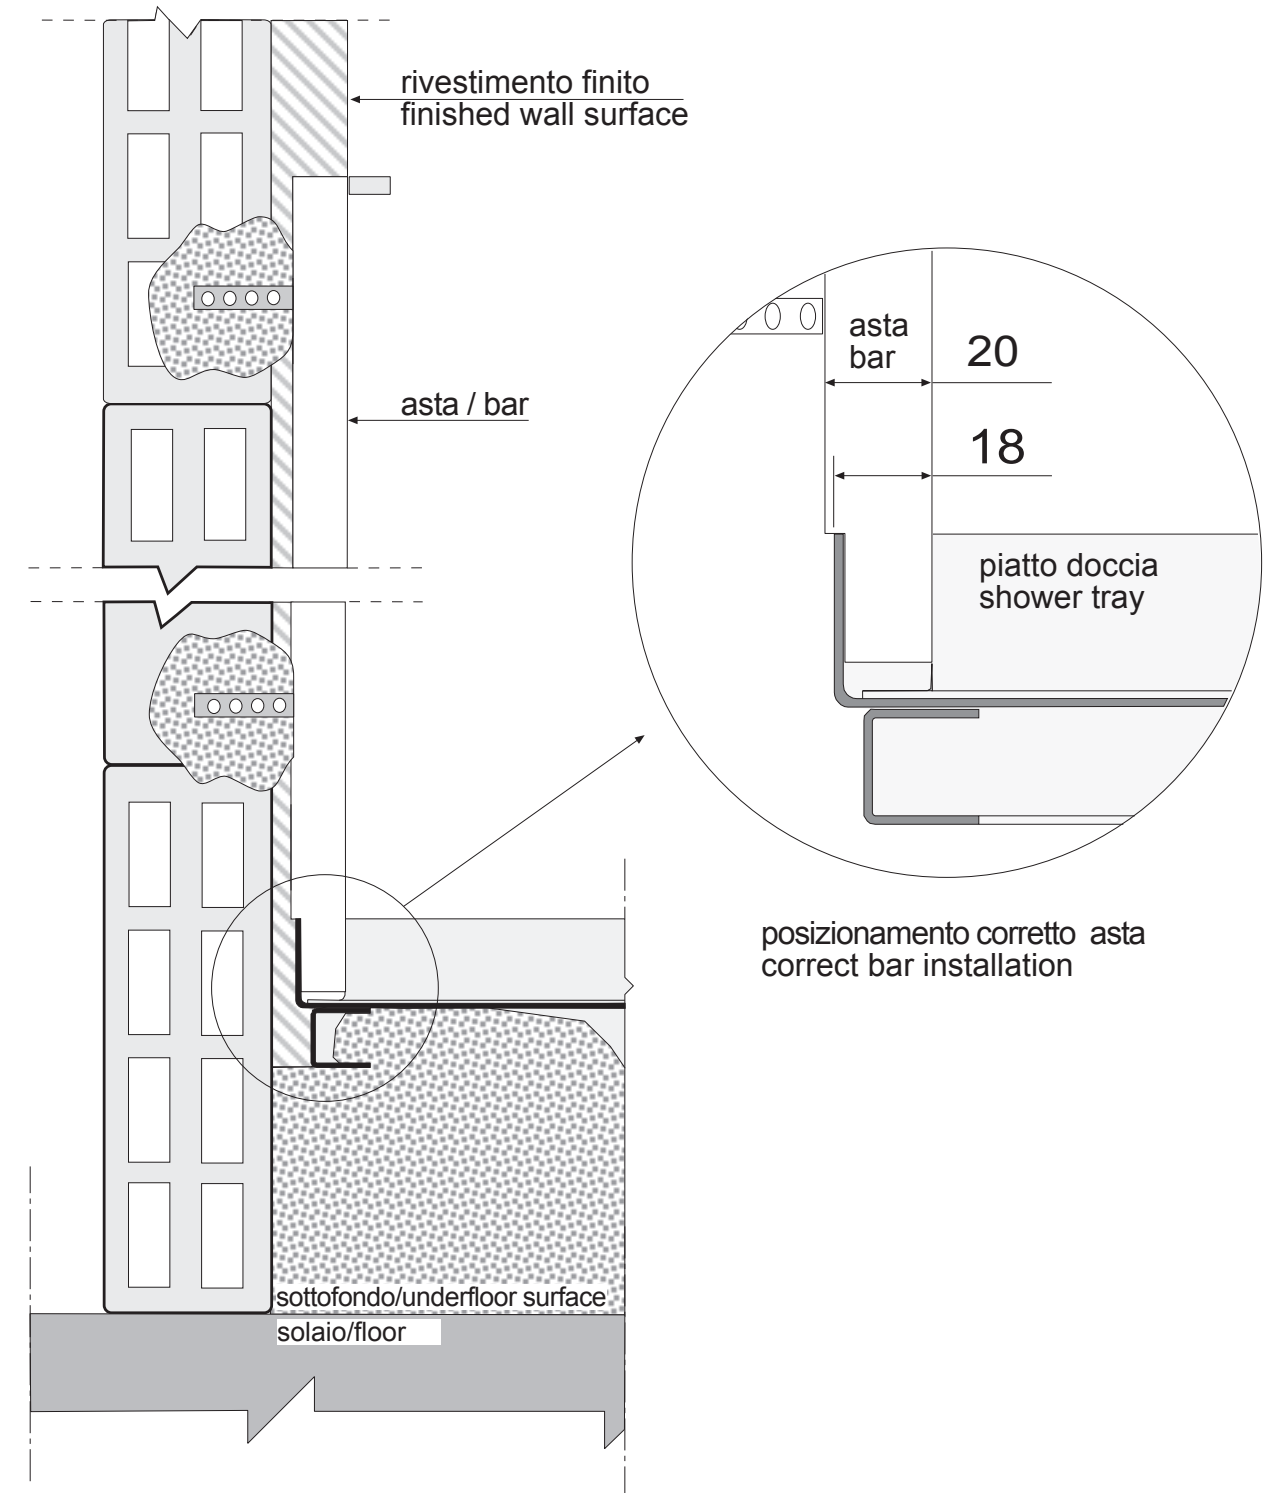 rivestimento finito
finished wall surface
asta / bar
asta
bar
20
18
piatto doccia
shower tray
posizionamento corretto asta
correct bar installation
sottofondo/underfloor surface
solaio/floor